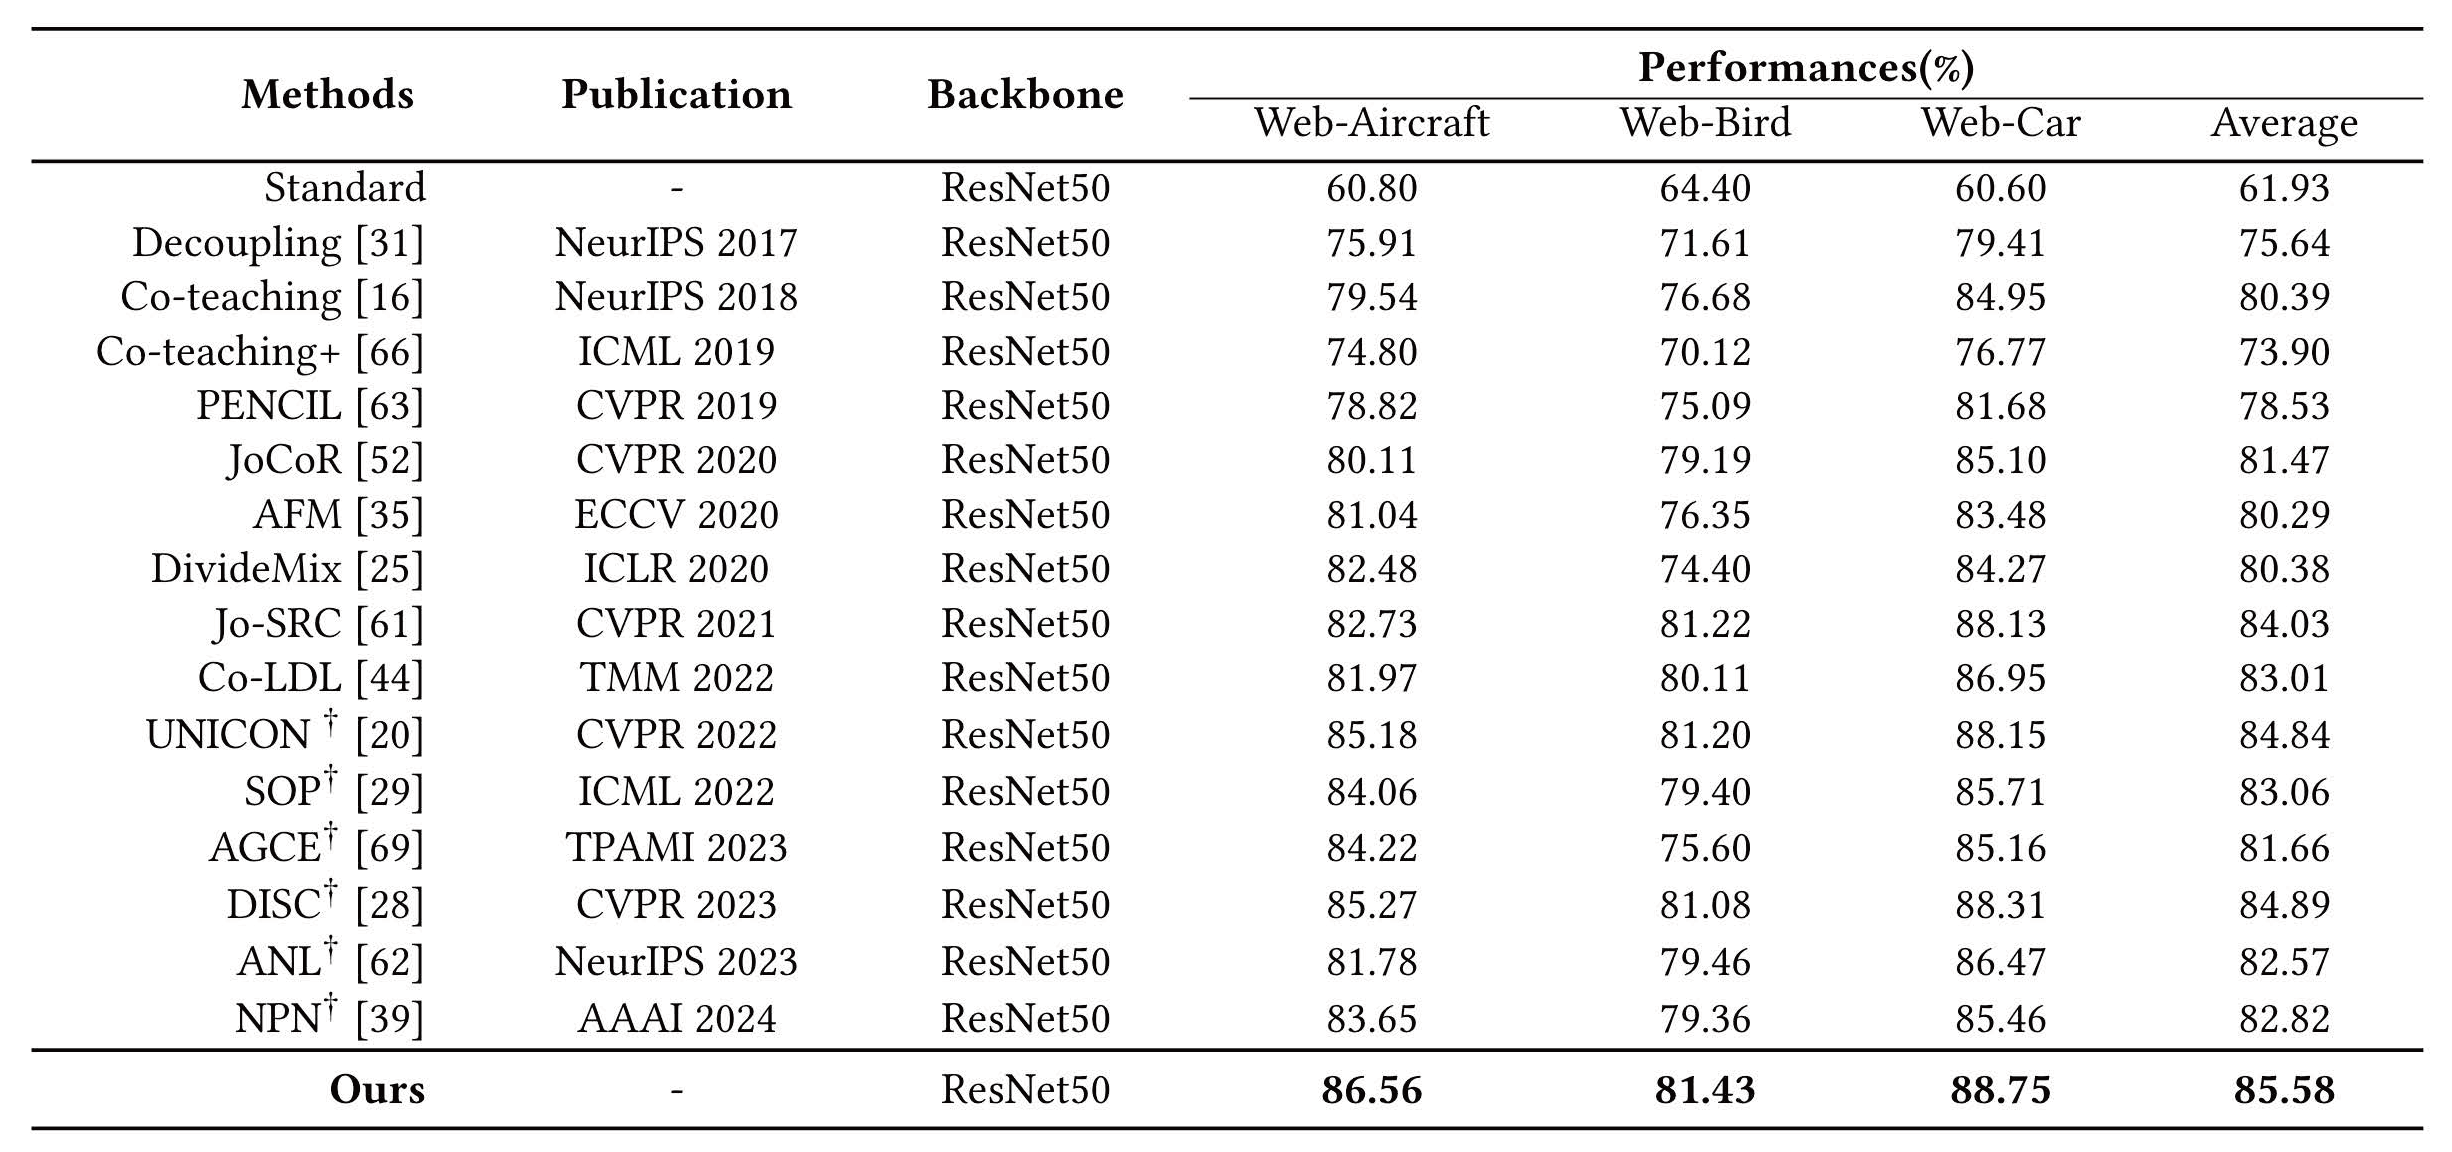 Methods Publication Backbone Performances(%)
Web-Aircraft Web-Bird Web-Car Average
Standard - ResNet50 60.80 64.40 60.60 61.93
Decoupling [31] NeurIPS 2017 ResNet50 75.91 71.61 79.41 75.64
Co-teaching [16] NeurIPS 2018 ResNet50 79.54 76.68 84.95 80.39
Co-teaching+ [66] ICML 2019 ResNet50 74.80 70.12 76.77 73.90
PENCIL [63] CVPR 2019 ResNet50 78.82 75.09 81.68 78.53
JoCoR [52] CVPR 2020 ResNet50 80.11 79.19 85.10 81.47
AFM [35] ECCV 2020 ResNet50 81.04 76.35 83.48 80.29
DivideMix [25] ICLR 2020 ResNet50 82.48 74.40 84.27 80.38
Jo-SRC [61] CVPR 2021 ResNet50 82.73 81.22 88.13 84.03
Co-LDL [44] TMM 2022 ResNet50 81.97 80.11 86.95 83.01
UNICON † [20] CVPR 2022 ResNet50 85.18 81.20 88.15 84.84
SOP† [29] ICML 2022 ResNet50 84.06 79.40 85.71 83.06
AGCE† [69] TPAMI 2023 ResNet50 84.22 75.60 85.16 81.66
DISC† [28] CVPR 2023 ResNet50 85.27 81.08 88.31 84.89
ANL† [62] NeurIPS 2023 ResNet50 81.78 79.46 86.47 82.57
NPN† [39] AAAI 2024 ResNet50 83.65 79.36 85.46 82.82
Ours - ResNet50 86.56 81.43 88.75 85.58